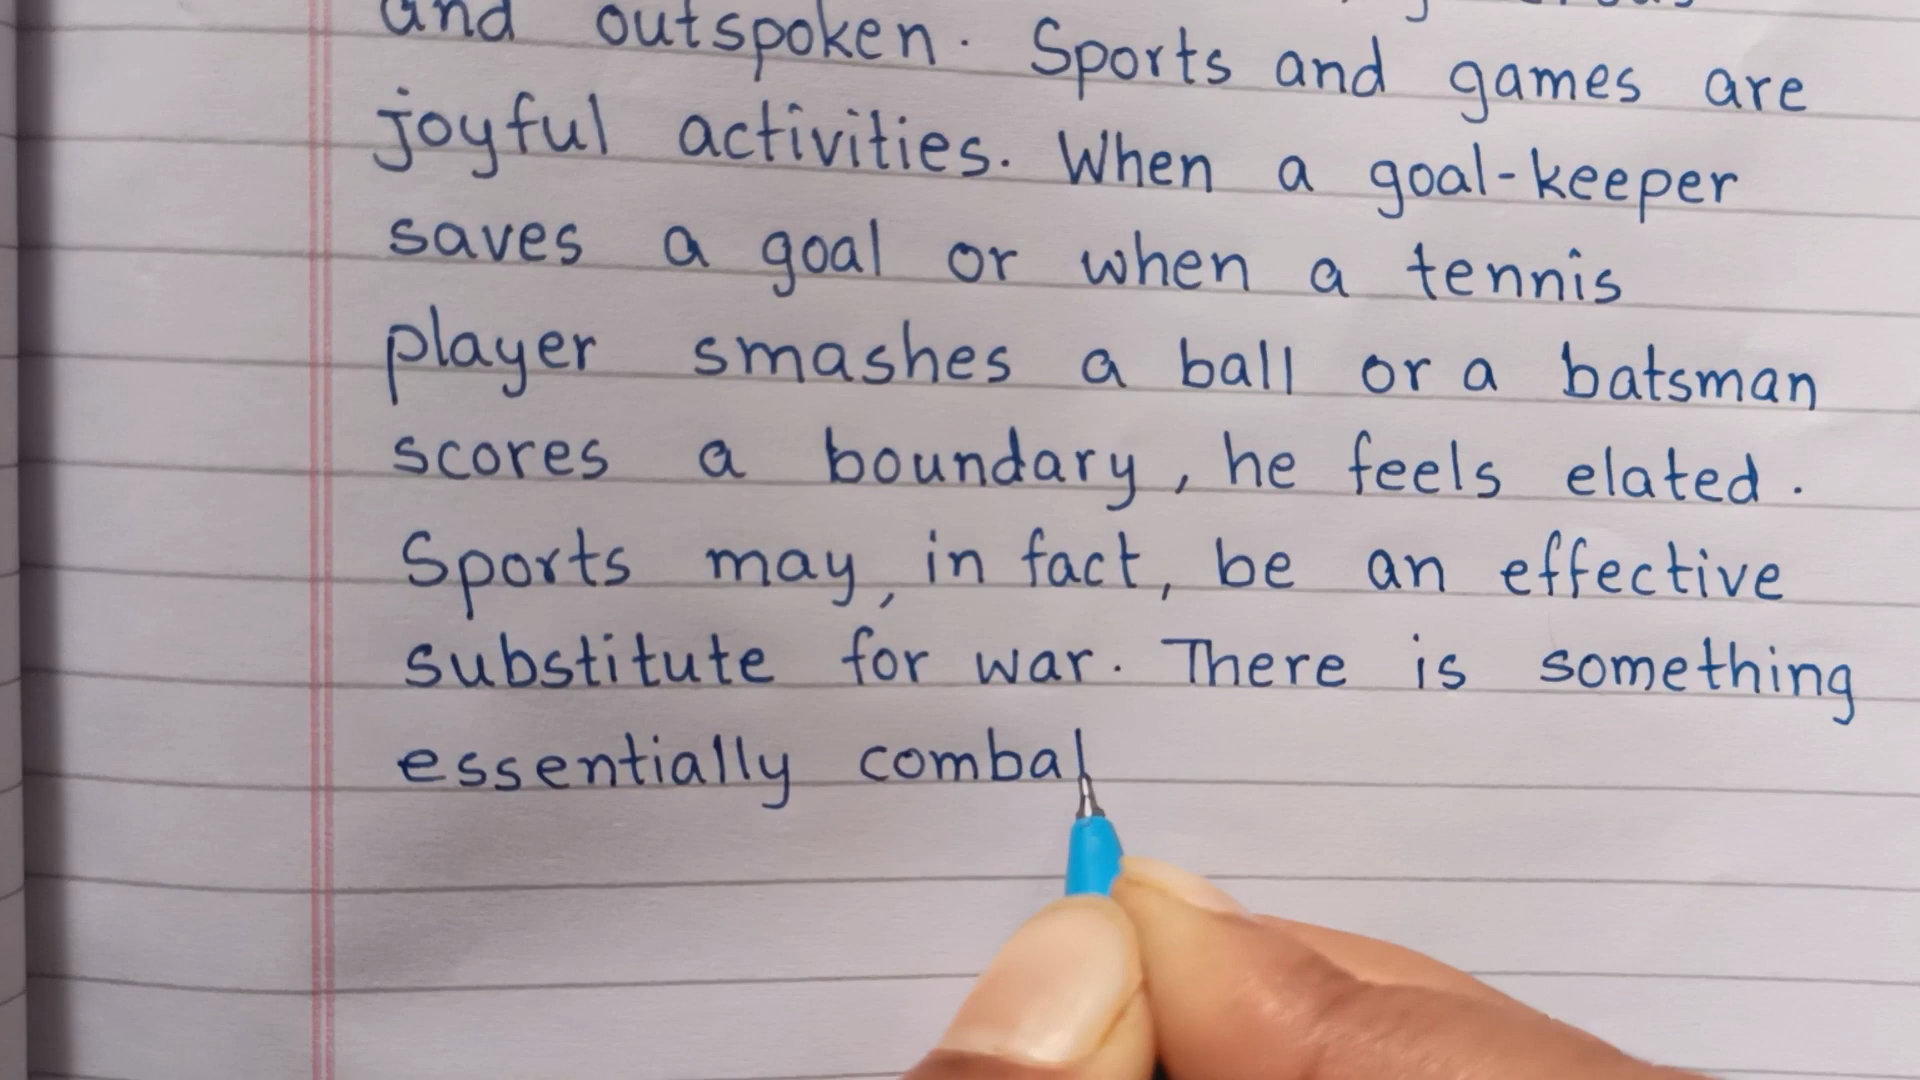 and outspoken. Sports and games are
joyful activities. When a goal-keeper
saves a goal or when a tennis
player smashes a ball or a batsman
scores a boundary, he feels elated.
Sports may, in fact, be an effective
substitute for war. There is something
essentially